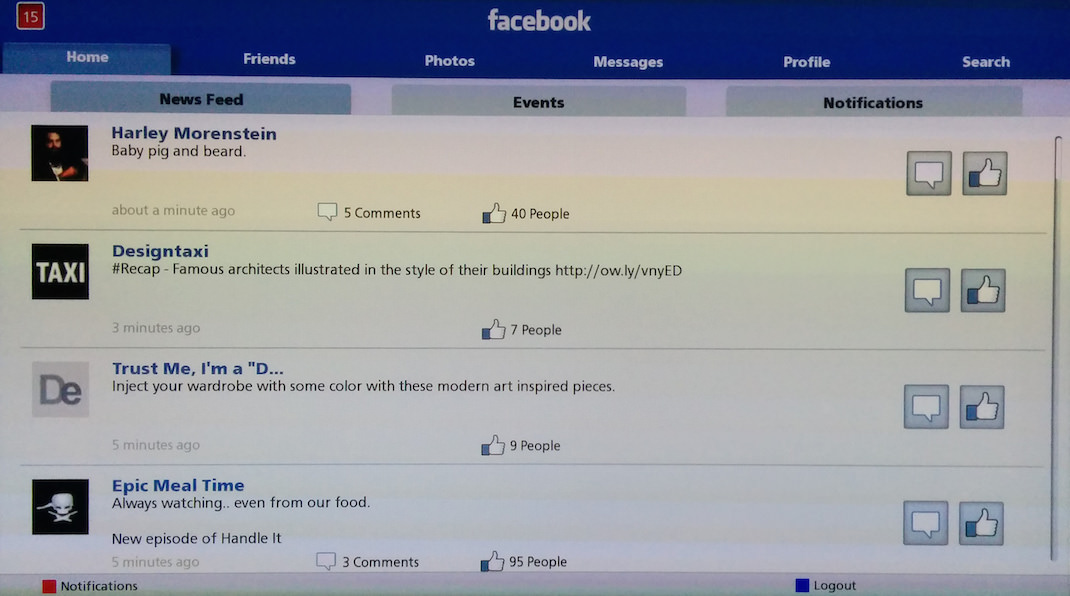 15
facebook
Home Friends Photos Messages Profile Search
News Feed Events Notifications
Harley Morenstein
Baby pig and beard.
about a minute ago 5 Comments 40 People
TAXI
Designtaxi
#Recap - Famous architects illustrated in the style of their buildings http://ow.ly/vnyED
3 minutes ago 7 People
De
Trust Me, I'm a "D...
Inject your wardrobe with some color with these modern art inspired pieces.
5 minutes ago 9 People
Epic Meal Time
Always watching.. even from our food.
New episode of Handle It
5 minutes ago 3 Comments 95 People
Notifications Logout